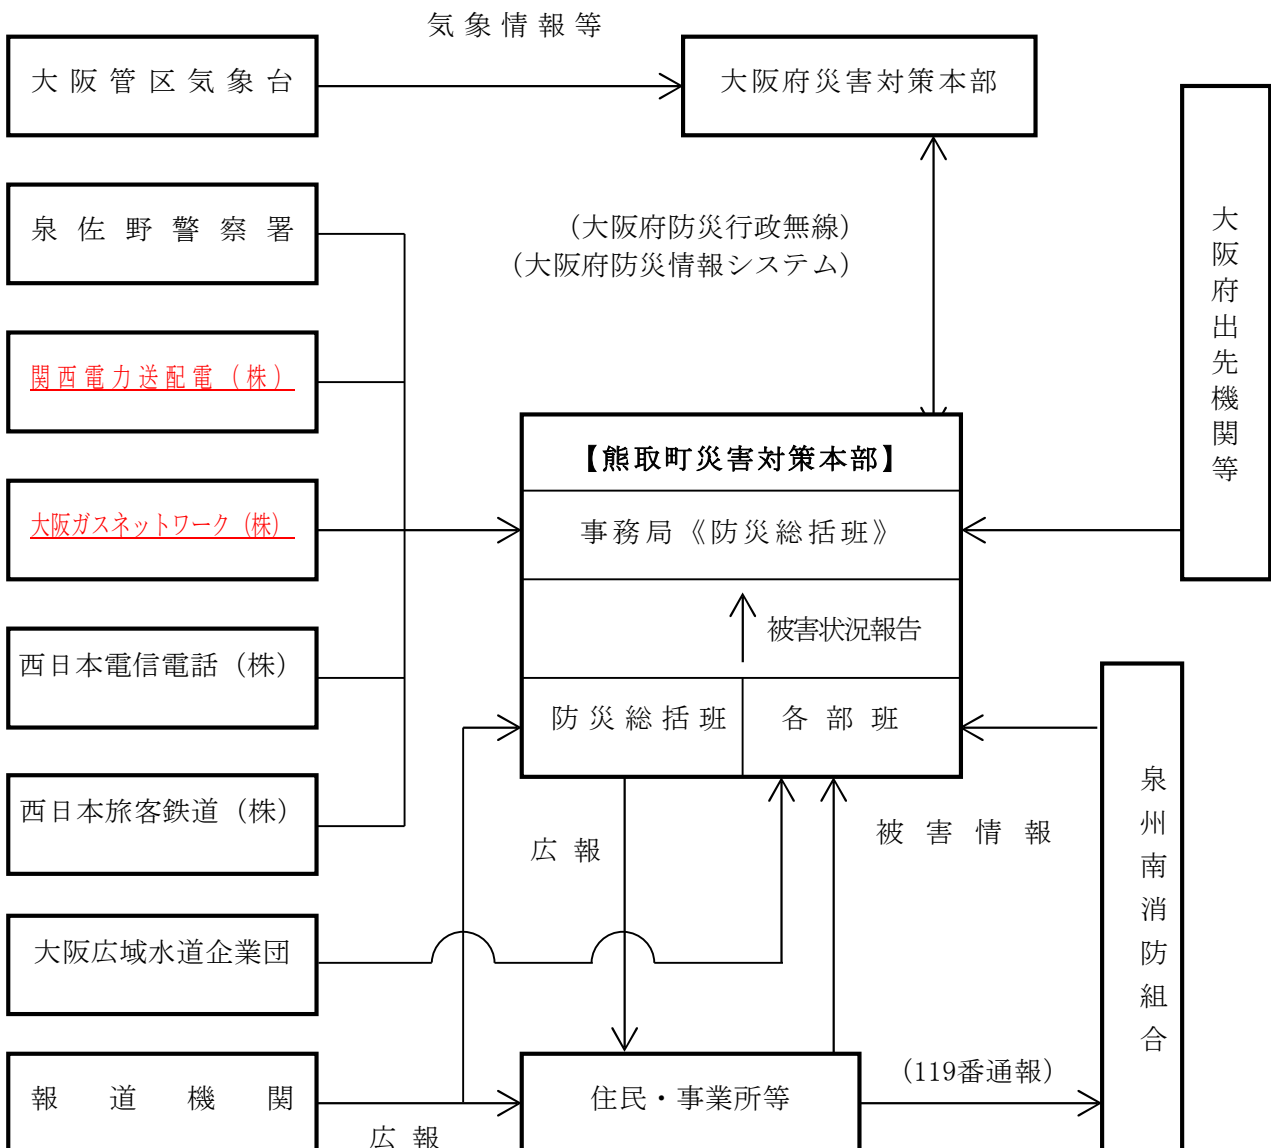 気象情報等
大阪管区気象台
大阪府災害対策本部
泉佐野警察署
(大阪府防災行政無線)
(大阪府防災情報システム)
大阪府出先機関等
関西電力送配電(株)
【熊取町災害対策本部】
大阪ガスネットワーク(株)
事務局《防災総括班》
被害状況報告
西日本電信電話(株)
防災総括班
各部班
西日本旅客鉄道(株)
広報
被害情報
泉州南消防組合
大阪広域水道企業団
報道機関
広報
住民・事業所等
(119番通報)